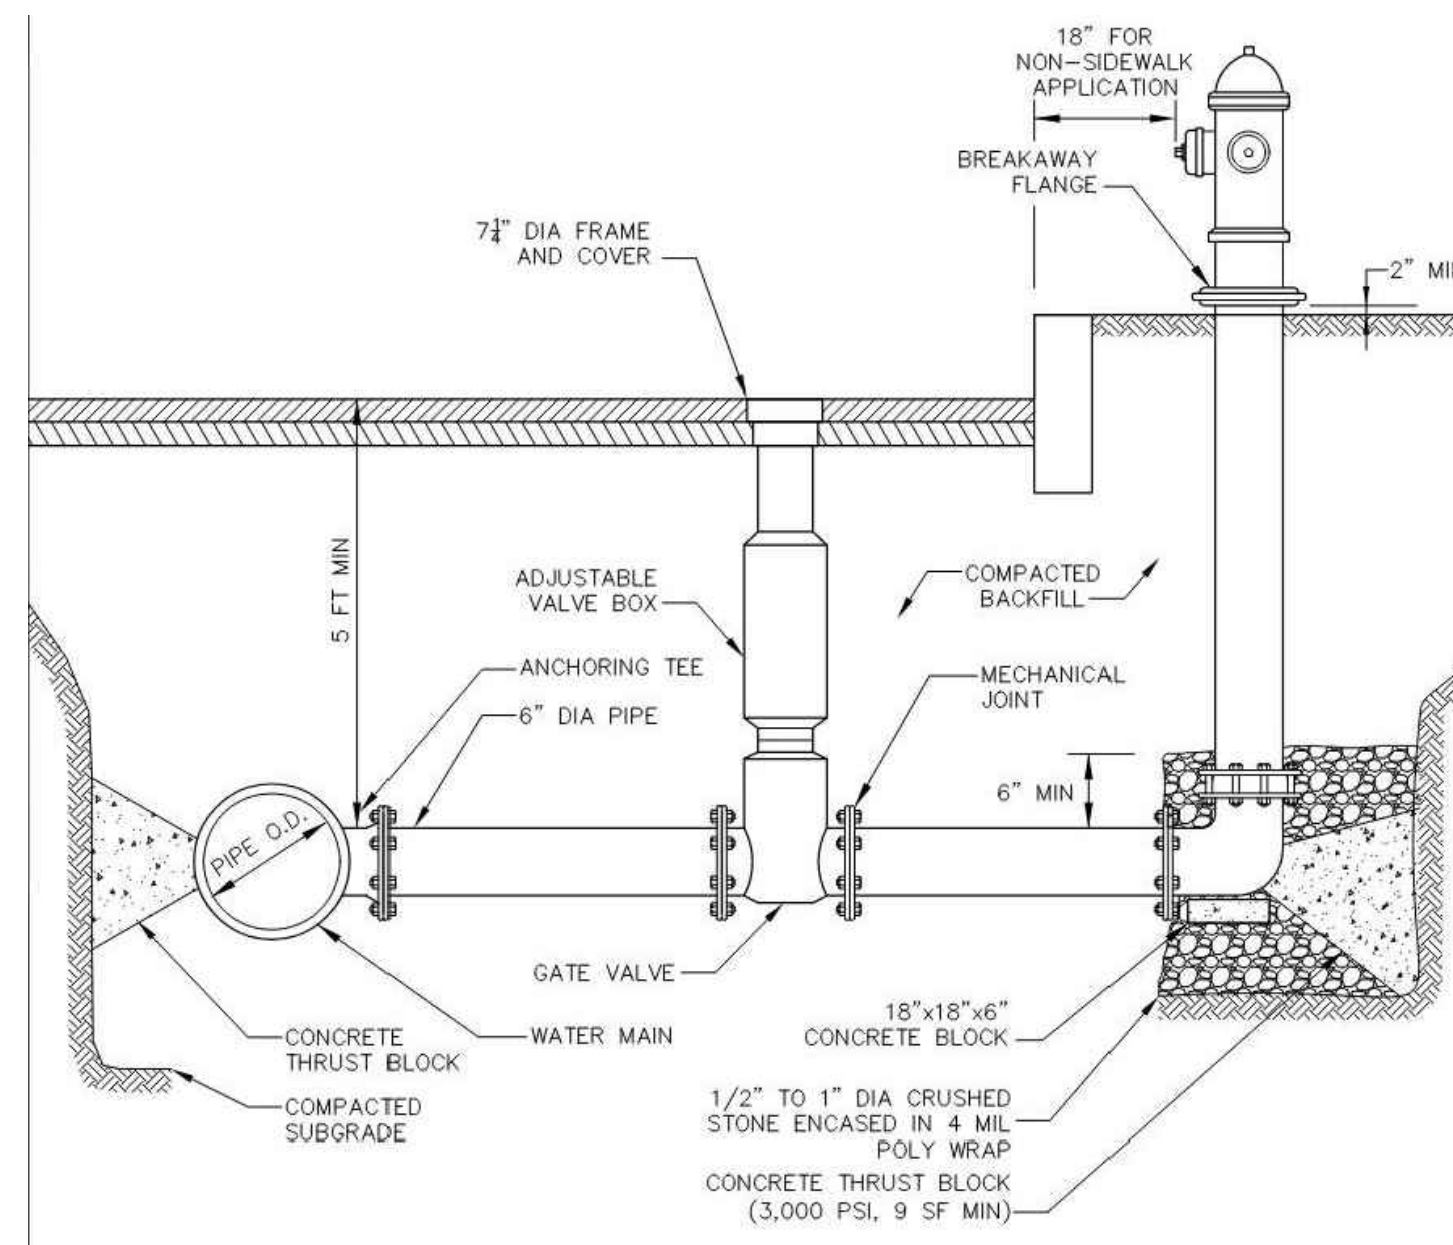 18” FOR
NON-SIDEWALK
APPLICATION
BREAKAWAY
FLANGE
7¼” DIA FRAME
AND COVER
2”
5 FT MIN
ADJUSTABLE
VALVE BOX
COMPACTED
BACKFILL
ANCHORING TEE
6” DIA PIPE
MECHANICAL
JOINT
6” MIN
PIPE O.D.
GATE VALVE
WATER MAIN
CONCRETE
THRUST BLOCK
COMPACTED
SUBGRADE
18”x18”x6”
CONCRETE BLOCK
1/2” TO 1” DIA CRUSHED
STONE ENCASED IN 4 MIL
POLY WRAP
CONCRETE THRUST BLOCK
(3,000 PSI, 9 SF MIN)